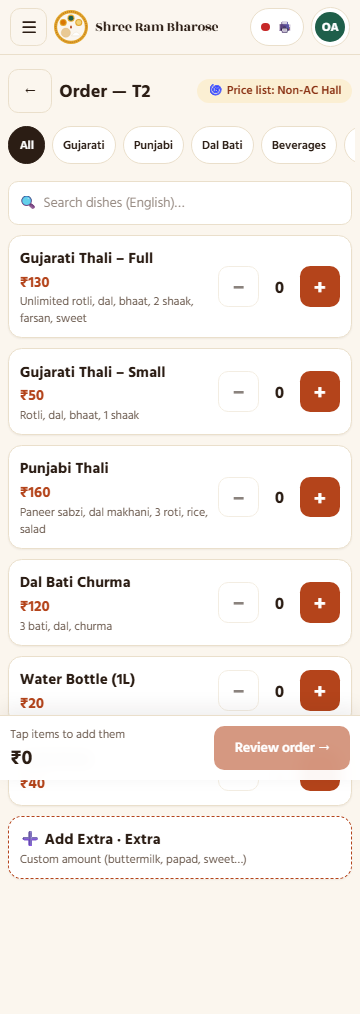 Shree Ram Bharose
OA
← Order — T2
Price list: Non-AC Hall
All Gujarati Punjabi Dal Bati Beverages
Search dishes (English)…
Gujarati Thali – Full
₹130
Unlimited rotli, dal, bhaat, 2 shaak,
farsan, sweet
− 0 +
Gujarati Thali – Small
₹50
Rotli, dal, bhaat, 1 shaak
− 0 +
Punjabi Thali
₹160
Paneer sabzi, dal makhani, 3 roti, rice,
salad
− 0 +
Dal Bati Churma
₹120
3 bati, dal, churma
− 0 +
Water Bottle (1L)
₹20
− 0 +
Tap items to add them
₹0
Review order →
₹40
Add Extra · Extra
Custom amount (buttermilk, papad, sweet…)